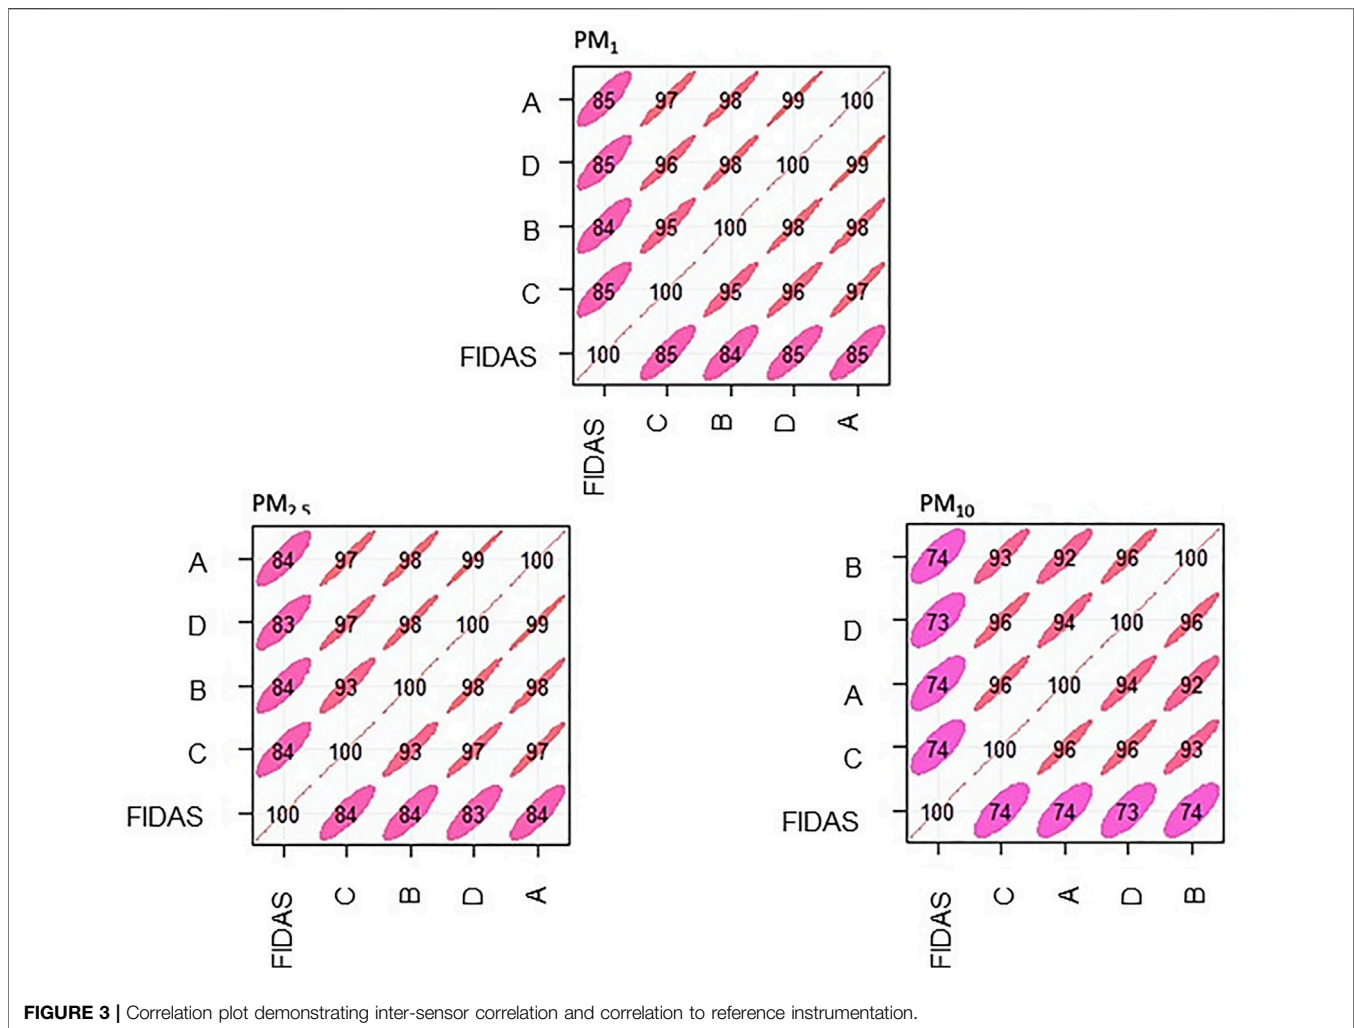 PM1
A 85 97 98 99 100
D 85 96 98 100 99
B 84 95 100 98 98
C 85 100 95 96 97
FIDAS 100 85 84 85 85
FIDAS C B D A
PM2.5
A 84 97 98 99 100
D 83 97 98 100 99
B 84 93 100 98 98
C 84 100 93 97 97
FIDAS 100 84 84 83 84
FIDAS C B D A
PM10
B 74 93 92 96 100
D 73 96 94 100 96
A 74 96 100 94 92
C 74 100 96 96 93
FIDAS 100 74 74 73 74
FIDAS C A D B
FIGURE 3 | Correlation plot demonstrating inter-sensor correlation and correlation to reference instrumentation.